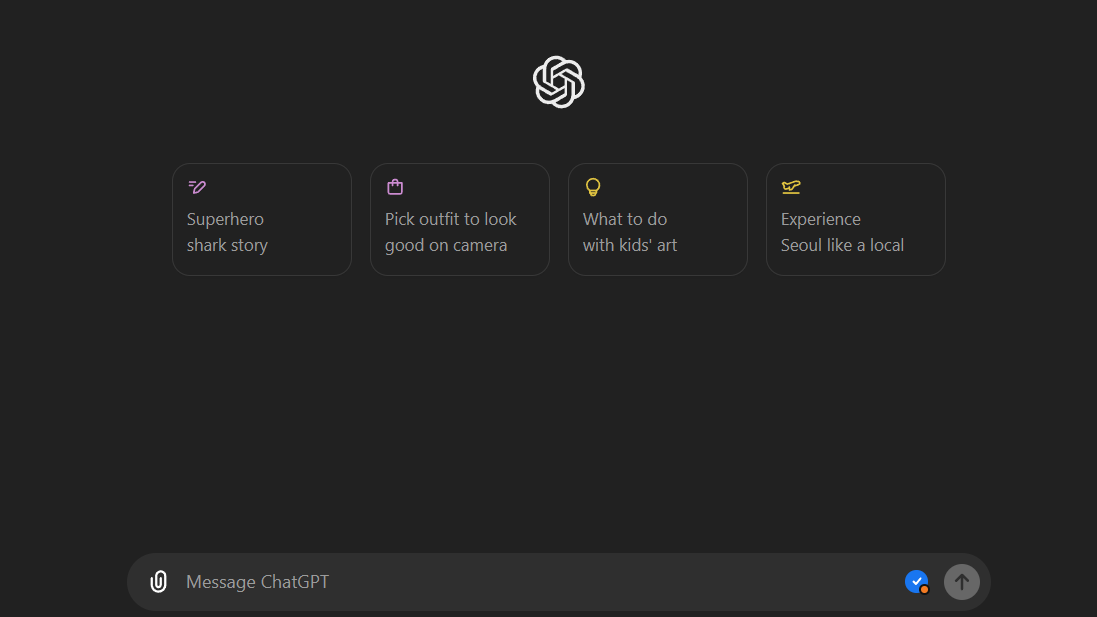 Superhero
shark story
Pick outfit to look
good on camera
What to do
with kids' art
Experience
Seoul like a local
Message ChatGPT